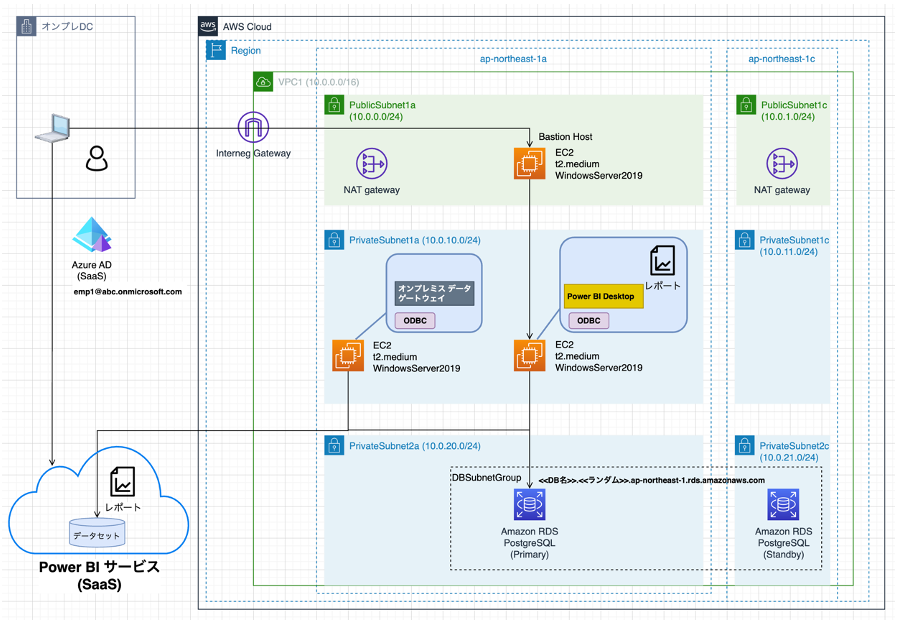 オンプレDC
aws
AWS Cloud
Region
ap-northeast-1a
ap-northeast-1c
VPC1 (10.0.0.0/16)
PublicSubnet1a
(10.0.0.0/24)
PublicSubnet1c
(10.0.1.0/24)
Interneg Gateway
NAT gateway
Bastion Host
EC2
t2.medium
WindowsServer2019
NAT gateway
PrivateSubnet1a (10.0.10.0/24)
PrivateSubnet1c
(10.0.11.0/24)
Azure AD
(SaaS)
emp1@abc.onmicrosoft.com
オンプレミス データ
ゲートウェイ
ODBC
レポート
Power BI Desktop
ODBC
EC2
t2.medium
WindowsServer2019
EC2
t2.medium
WindowsServer2019
PrivateSubnet2a (10.0.20.0/24)
PrivateSubnet2c
(10.0.21.0/24)
DBSubnetGroup
<<DB名>>.<<ランダム>>.ap-northeast-1.rds.amazonaws.com
Amazon RDS
PostgreSQL
(Primary)
Amazon RDS
PostgreSQL
(Standby)
レポート
データセット
Power BI サービス
(SaaS)